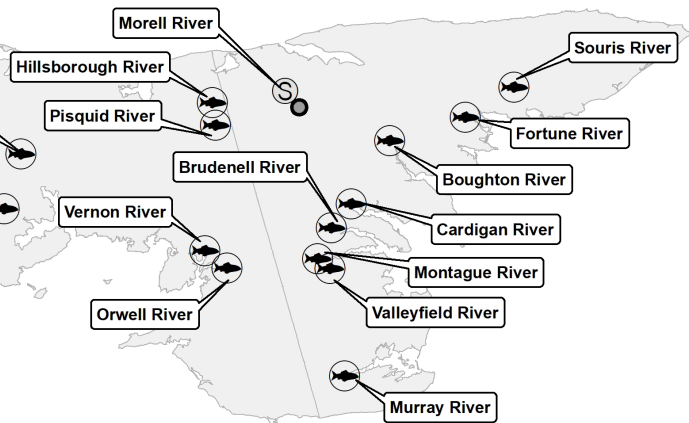 Morell River
Souris River
Hillsborough River
S
Pisquid River
Fortune River
Brudenell River
Boughton River
Vernon River
Cardigan River
Montague River
Orwell River
Valleyfield River
Murray River